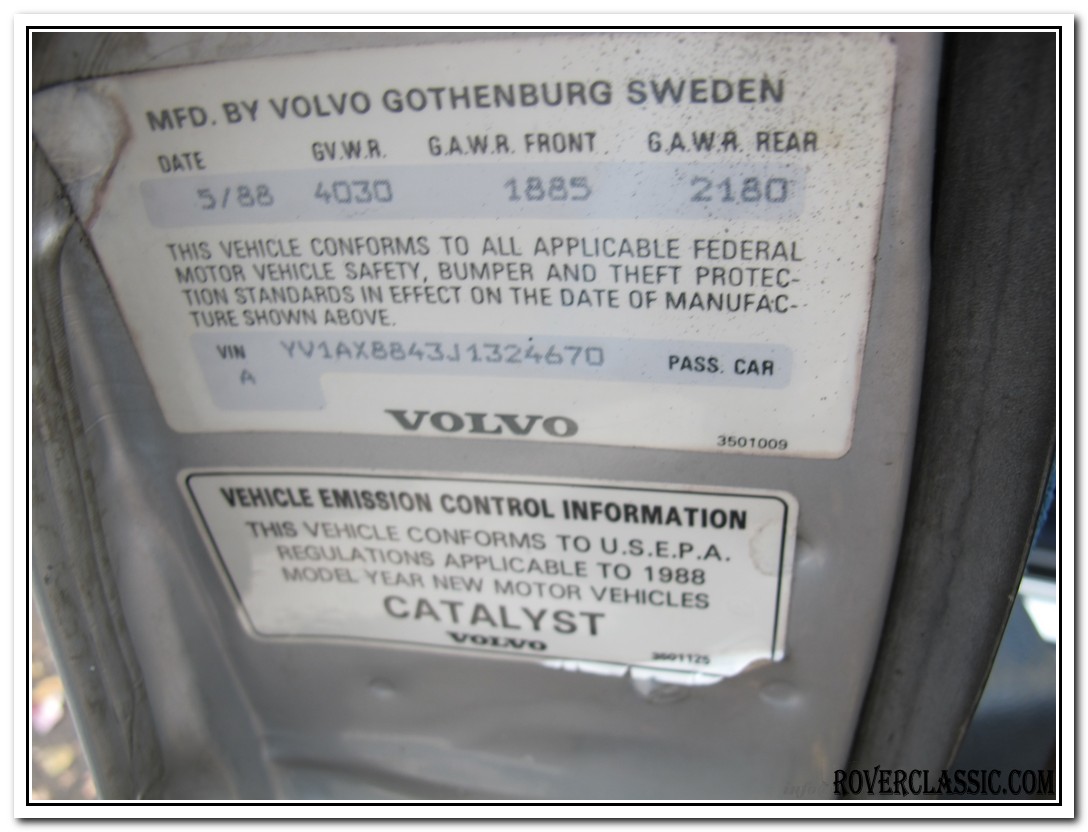 MFD. BY VOLVO GOTHENBURG SWEDEN
DATE GV.W.R. G.A.W.R. FRONT G.A.W.R. REAR
5/88 4030 1885 2180
THIS VEHICLE CONFORMS TO ALL APPLICABLE FEDERAL
MOTOR VEHICLE SAFETY, BUMPER AND THEFT PROTEC-
TION STANDARDS IN EFFECT ON THE DATE OF MANUFAC-
TURE SHOWN ABOVE.
VIN YV1AX8843J1324670 PASS. CAR
A
VOLVO
3501009
VEHICLE EMISSION CONTROL INFORMATION
THIS VEHICLE CONFORMS TO U.S.E.P.A.
REGULATIONS APPLICABLE TO 1988
MODEL YEAR NEW MOTOR VEHICLES
CATALYST
VOLVO
3501125
ROVERCLASSIC.COM